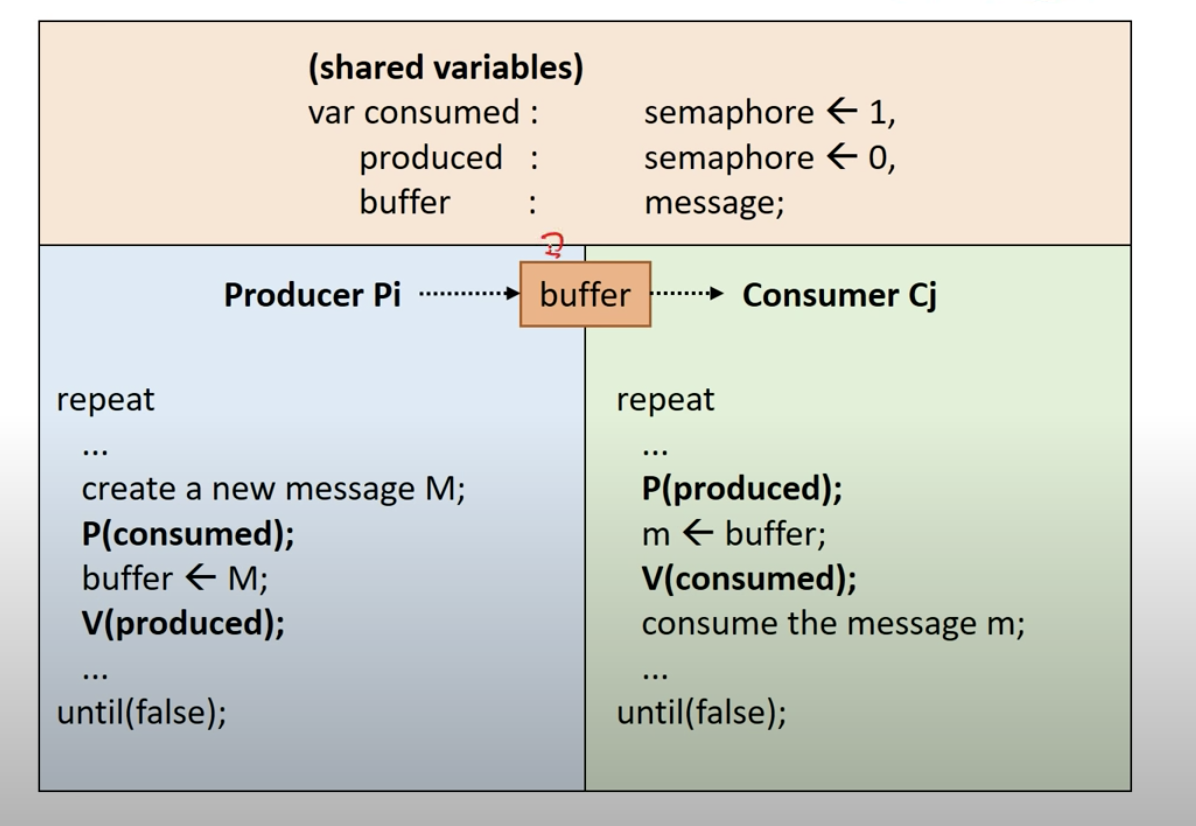 (shared variables)
var consumed : semaphore ← 1,
produced : semaphore ← 0,
buffer : message;
Producer Pi buffer Consumer Cj
repeat
...
create a new message M;
P(consumed);
buffer ← M;
V(produced);
...
until(false);
repeat
...
P(produced);
m ← buffer;
V(consumed);
consume the message m;
...
until(false);